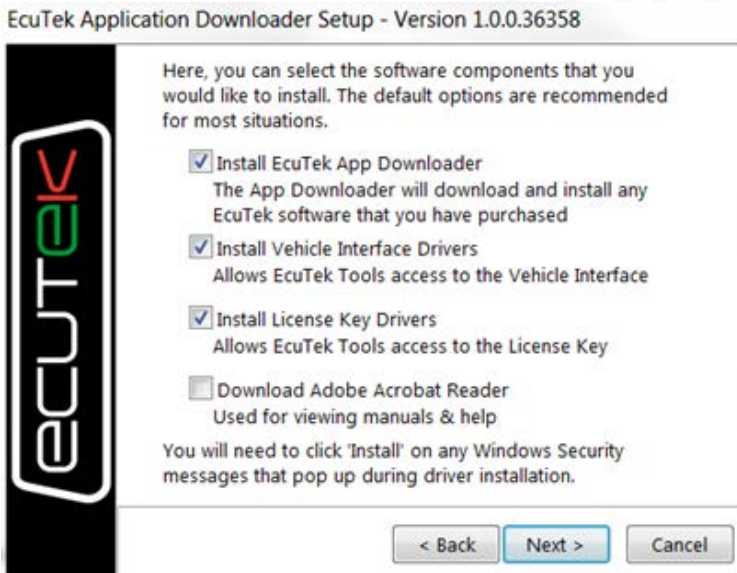 EcuTek Application Downloader Setup - Version 1.0.0.36358
ecutek
Here, you can select the software components that you
would like to install. The default options are recommended
for most situations.
Install EcuTek App Downloader
The App Downloader will download and install any
EcuTek software that you have purchased
Install Vehicle Interface Drivers
Allows EcuTek Tools access to the Vehicle Interface
Install License Key Drivers
Allows EcuTek Tools access to the License Key
Download Adobe Acrobat Reader
Used for viewing manuals & help
You will need to click 'Install' on any Windows Security
messages that pop up during driver installation.
< Back Next > Cancel